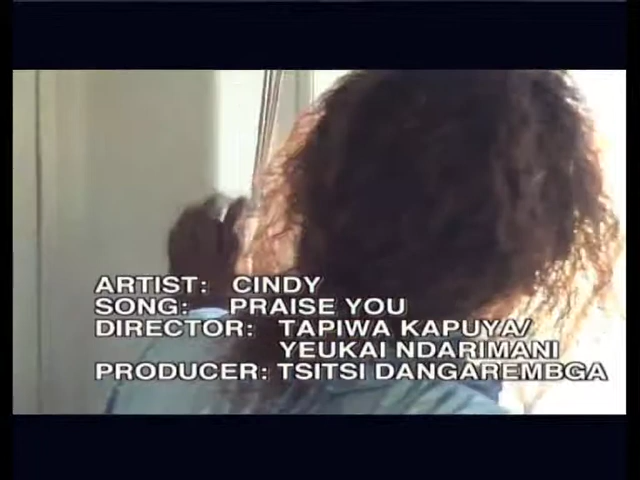 ARTIST: CINDY
SONG: PRAISE YOU
DIRECTOR: TAPIWA KAPUYA/
YEUKAI NDARIMANI
PRODUCER: TSITSI DANGAREMBGA